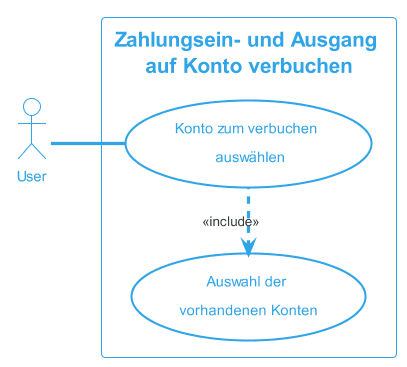 Zahlungsein- und Ausgang
auf Konto verbuchen
Konto zum verbuchen
auswählen
User
«include»
Auswahl der
vorhandenen Konten